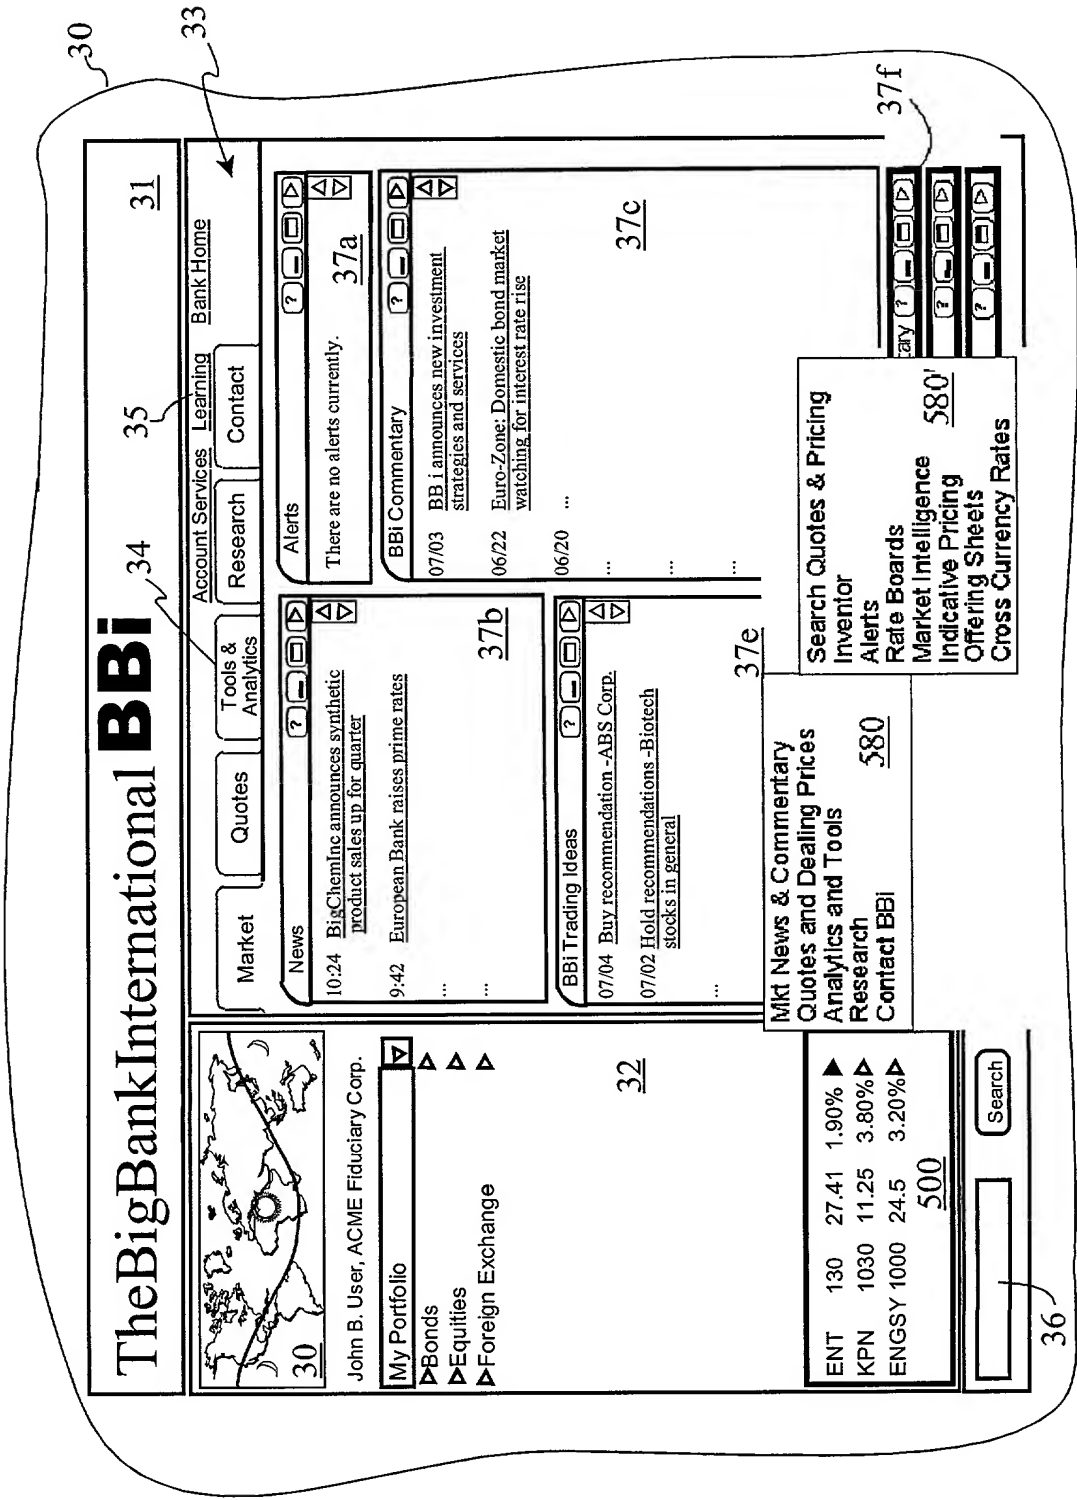 30
33
TheBigBankInternational BBi
31
35
34
Account Services Learning Bank Home
Market
Quotes
Tools &
Analytics
Research
Contact
30
John B. User, ACME Fiduciary Corp.
My Portfolio
Bonds
Equities
Foreign Exchange
32
ENT 130 27.41 1.90%
KPN 1030 11.25 3.80%
ENGSY 1000 24.5 3.20%
500
Search
36
News
?
10:24 BigChemInc announces synthetic
product sales up for quarter
9:42 European Bank raises prime rates
...
...
37b
Alerts
?
There are no alerts currently.
37a
BBi Commentary
?
07/03 BB i announces new investment
strategies and services
06/22 Euro-Zone: Domestic bond market
watching for interest rate rise
06/20 ...
...
...
...
37c
BBi Trading Ideas
?
07/04 Buy recommendation -ABS Corp.
07/02 Hold recommendations -Biotech
stocks in general
...
37e
Mkt News & Commentary
Quotes and Dealing Prices
Analytics and Tools
Research
Contact BBi
580
Search Quotes & Pricing
Inventor
Alerts
Rate Boards
Market Intelligence
Indicative Pricing
Offering Sheets
Cross Currency Rates
580'
tary ?
?
?
37f